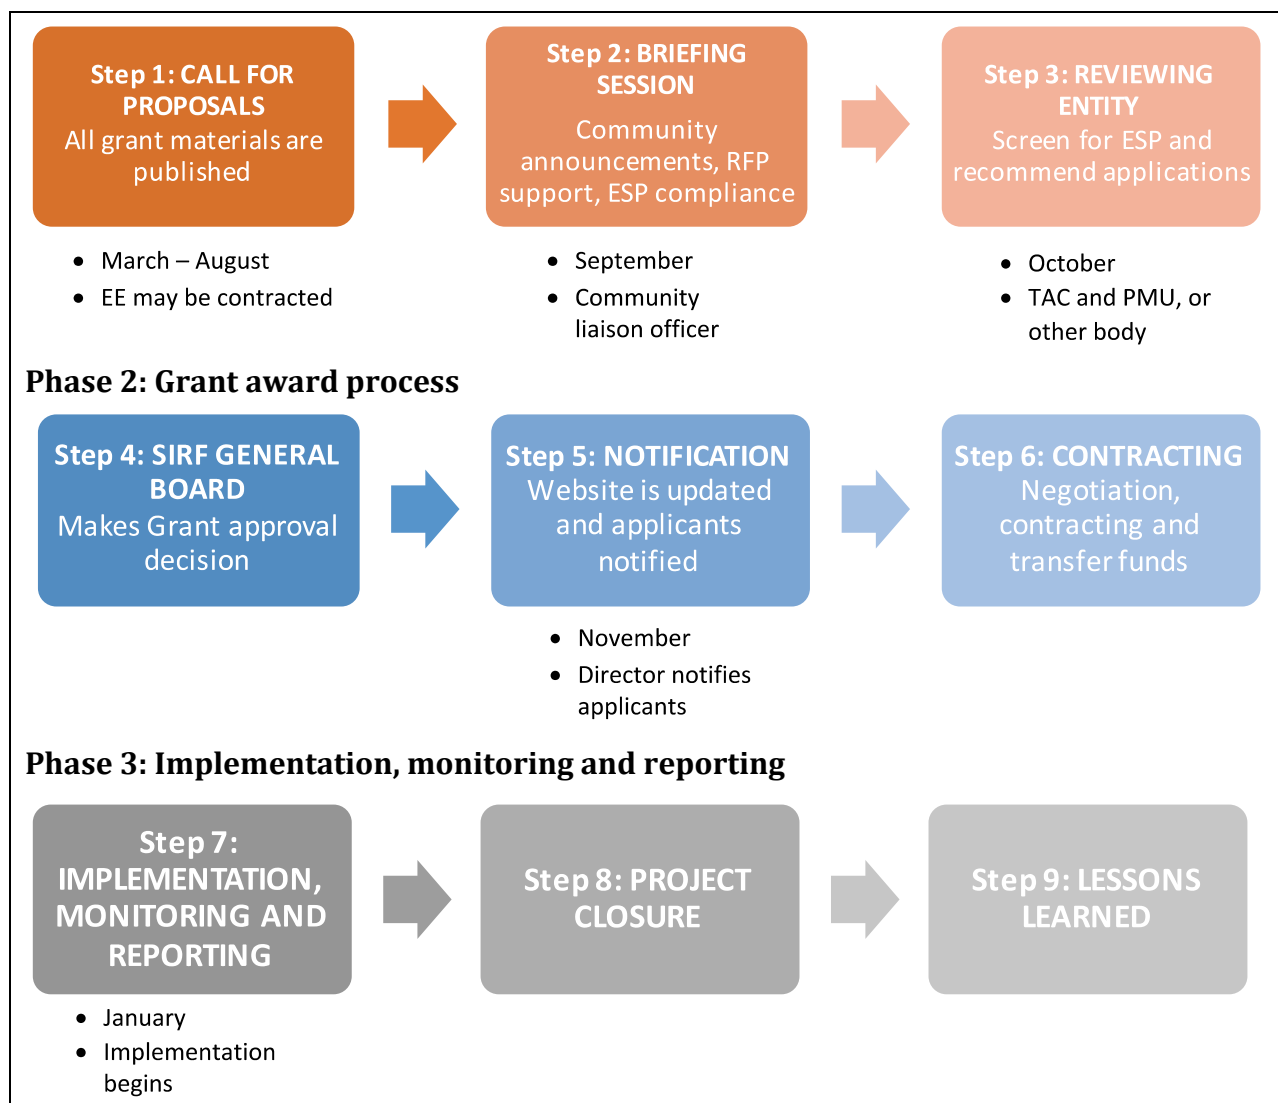 Step 1: CALL FOR
PROPOSALS
All grant materials are
published
Step 2: BRIEFING
SESSION
Community
announcements, RFP
support, ESP compliance
Step 3: REVIEWING
ENTITY
Screen for ESP and
recommend applications
• March – August
• EE may be contracted
• September
• Community
liaison officer
• October
• TAC and PMU, or
other body
Phase 2: Grant award process
Step 4: SIRF GENERAL
BOARD
Makes Grant approval
decision
Step 5: NOTIFICATION
Website is updated
and applicants
notified
Step 6: CONTRACTING
Negotiation,
contracting and
transfer funds
• November
• Director notifies
applicants
Phase 3: Implementation, monitoring and reporting
Step 7:
IMPLEMENTATION,
MONITORING AND
REPORTING
Step 8: PROJECT
CLOSURE
Step 9: LESSONS
LEARNED
• January
• Implementation
begins